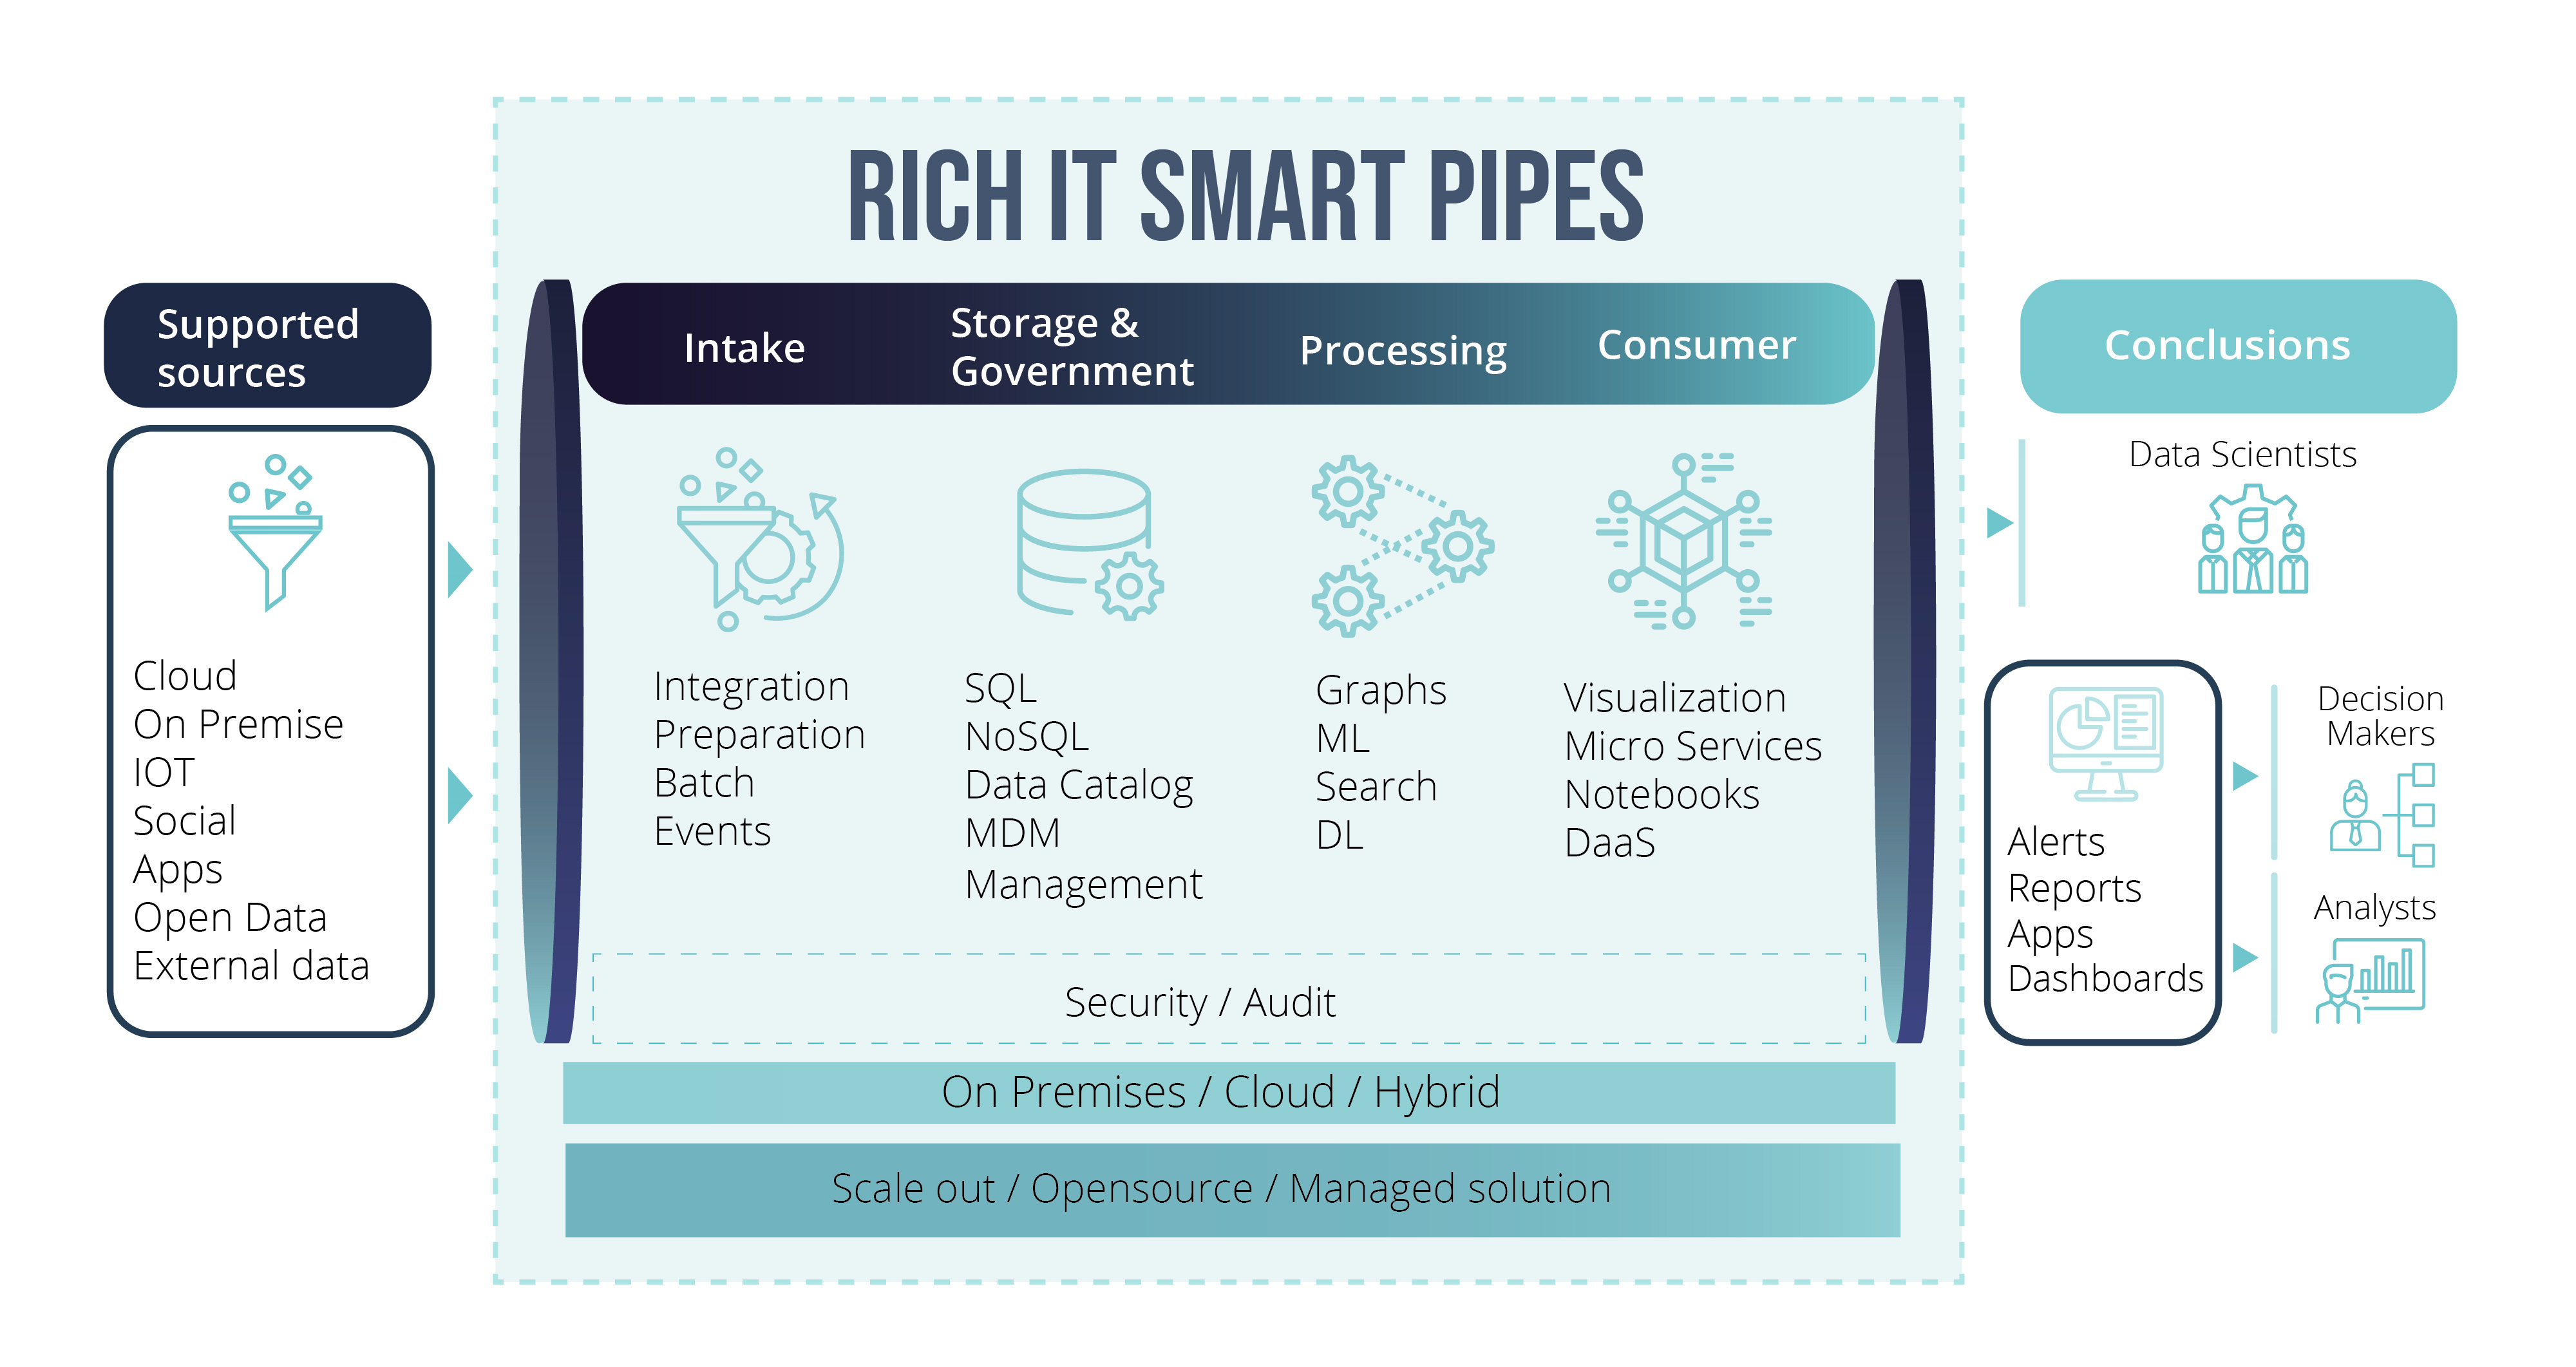 RICH IT SMART PIPES
Supported
sources
Cloud
On Premise
IOT
Social
Apps
Open Data
External data
Intake
Integration
Preparation
Batch
Events
Storage &
Government
SQL
NoSQL
Data Catalog
MDM
Management
Processing
Graphs
ML
Search
DL
Consumer
Visualization
Micro Services
Notebooks
DaaS
Security / Audit
On Premises / Cloud / Hybrid
Scale out / Opensource / Managed solution
Conclusions
Data Scientists
Alerts
Reports
Apps
Dashboards
Decision
Makers
Analysts